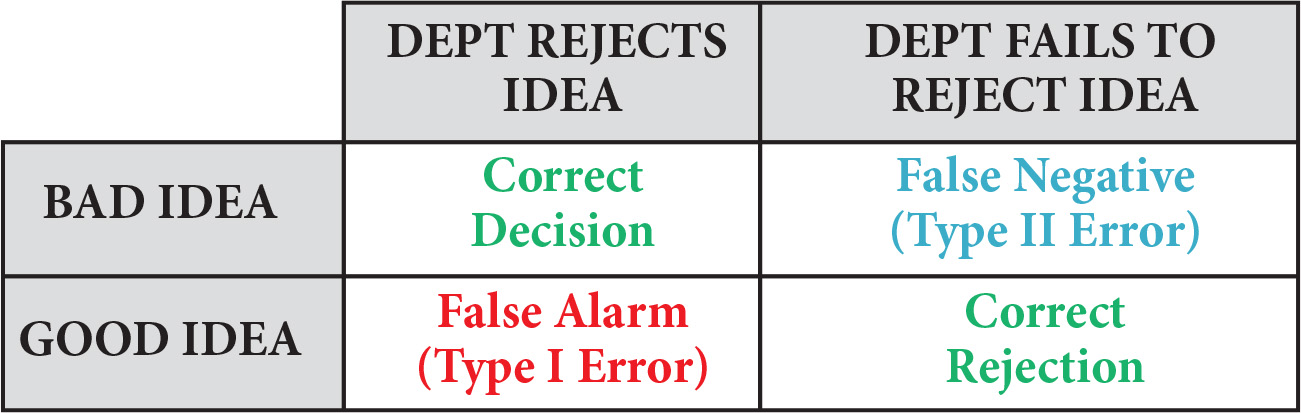 DEPT REJECTS
IDEA
DEPT FAILS TO
REJECT IDEA
BAD IDEA
Correct
Decision
False Negative
(Type II Error)
GOOD IDEA
False Alarm
(Type I Error)
Correct
Rejection